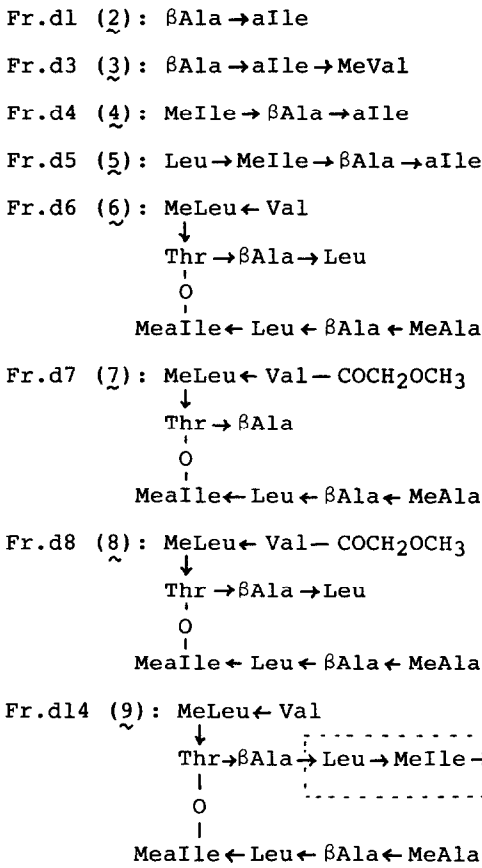 Fr.d1 (2): βAla→aIle
Fr.d3 (3): βAla→aIle→MeVal
Fr.d4 (4): MeIle→βAla→aIle
Fr.d5 (5): Leu→MeIle→βAla→aIle
Fr.d6 (6): MeLeu←Val
↓
Thr→βAla→Leu
O
MeaIle←Leu←βAla←MeAla
Fr.d7 (7): MeLeu←Val—COCH₂OCH₃
↓
Thr→βAla
O
MeaIle←Leu←βAla←MeAla
Fr.d8 (8): MeLeu←Val—COCH₂OCH₃
↓
Thr→βAla→Leu
O
MeaIle←Leu←βAla←MeAla
Fr.d14 (9): MeLeu←Val
↓
Thr→βAla→Leu→MeIle–
O
MeaIle←Leu←βAla←MeAla